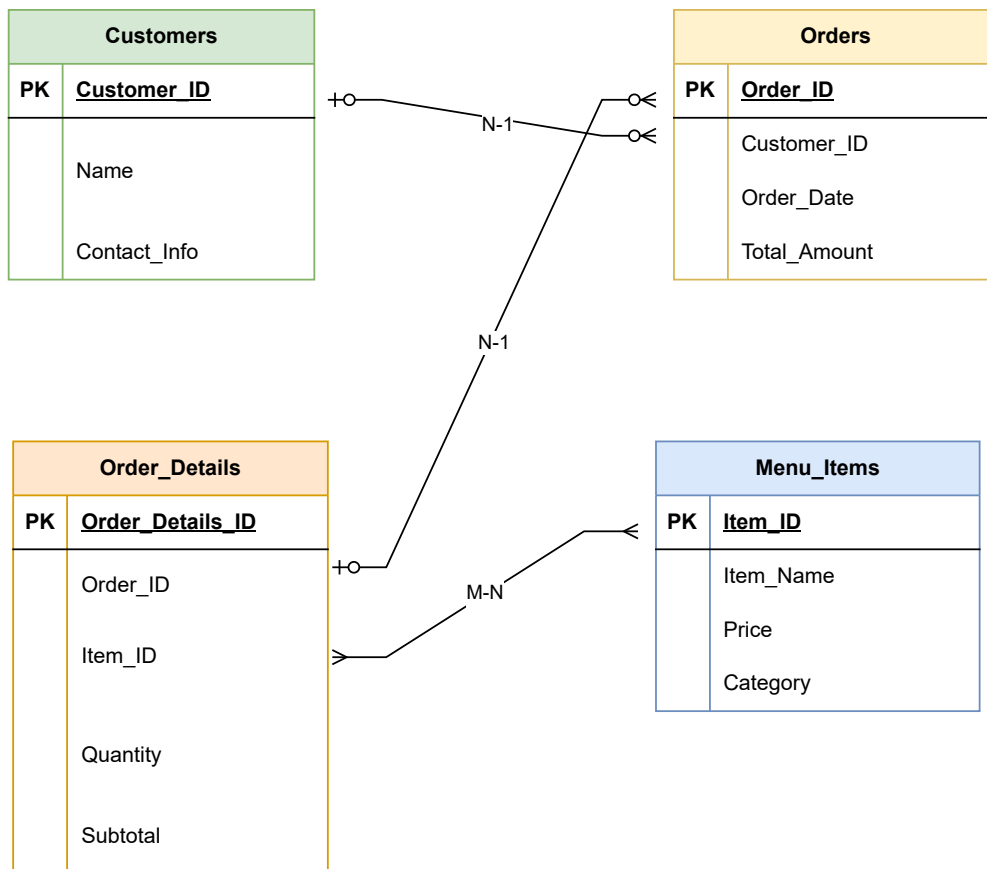 Customers
PK Customer_ID
Name
Contact_Info
Orders
PK Order_ID
Customer_ID
Order_Date
Total_Amount
N-1
N-1
Order_Details
PK Order_Details_ID
Order_ID
Item_ID
Quantity
Subtotal
M-N
Menu_Items
PK Item_ID
Item_Name
Price
Category